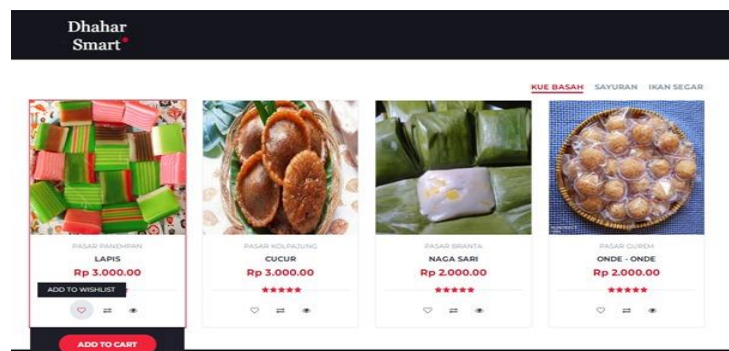 Dhahar
Smart
KUE BASAH SAYURAN IKAN SEGAR
PASAR PANEMPAN
LAPIS
Rp 3.000.00
ADD TO WISHLIST
ADD TO CART
PASAR KOLPAJUNG
CUCUR
Rp 3.000.00
PASAR BRANTA
NAGA SARI
Rp 2.000.00
PASAR GUREM
ONDE - ONDE
Rp 2.000.00